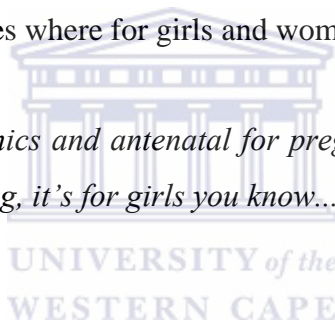 es where for girls and wom
nics and antenatal for preg
g, it's for girls you know...
UNIVERSITY of the
WESTERN CAPE